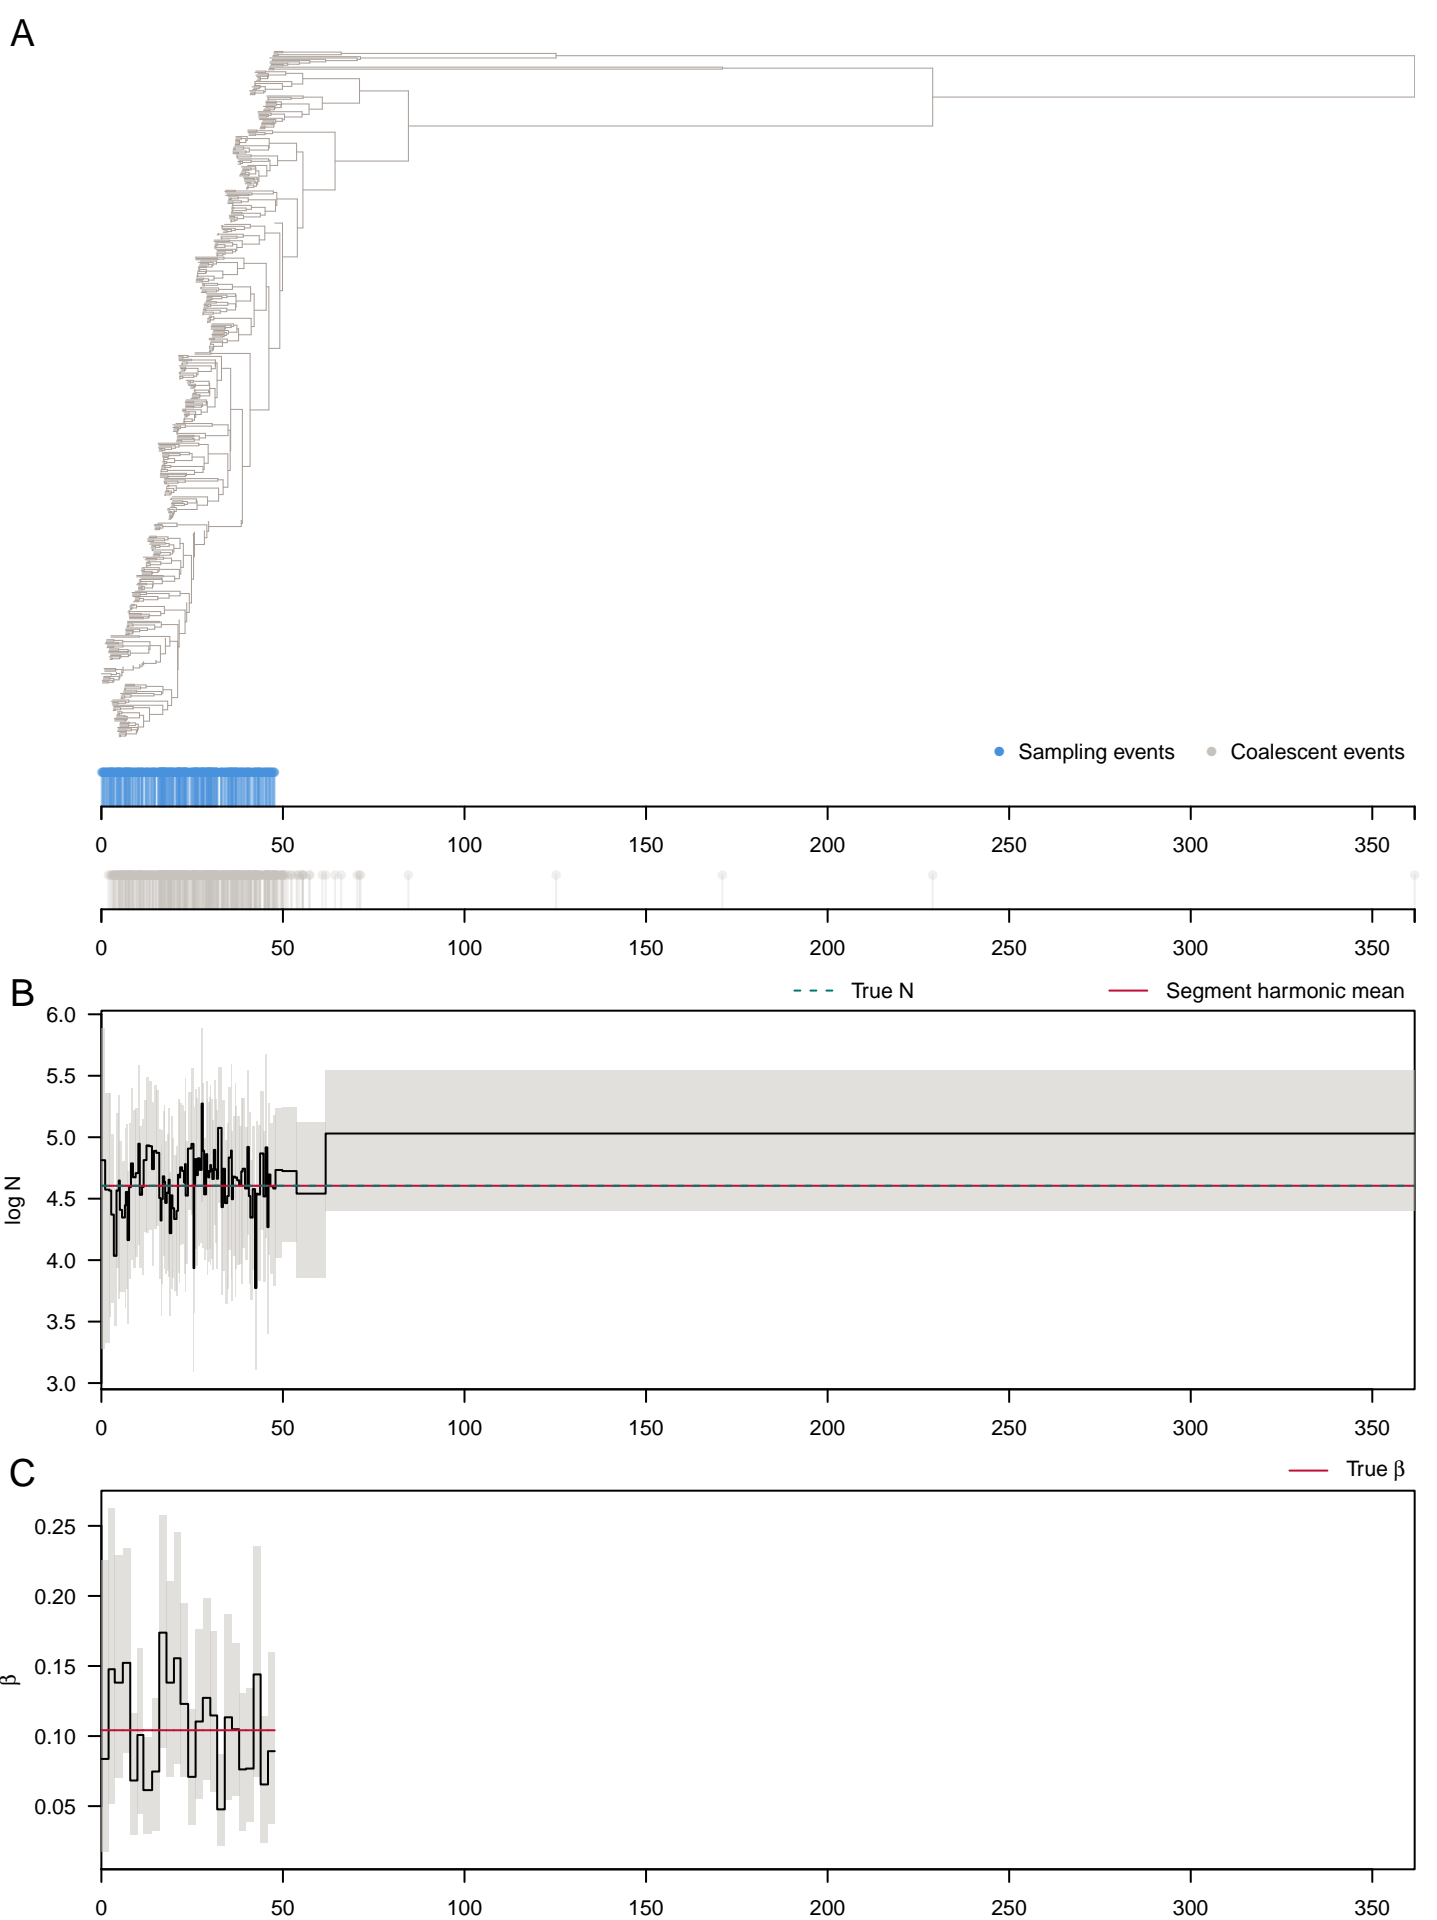 A
Sampling events Coalescent events
0 50 100 150 200 250 300 350
0 50 100 150 200 250 300 350
B True N Segment harmonic mean
6.0
5.5
5.0
4.5
4.0
3.5
3.0
log N
0 50 100 150 200 250 300 350
C True β
0.25
0.20
0.15
0.10
0.05
β
0 50 100 150 200 250 300 350